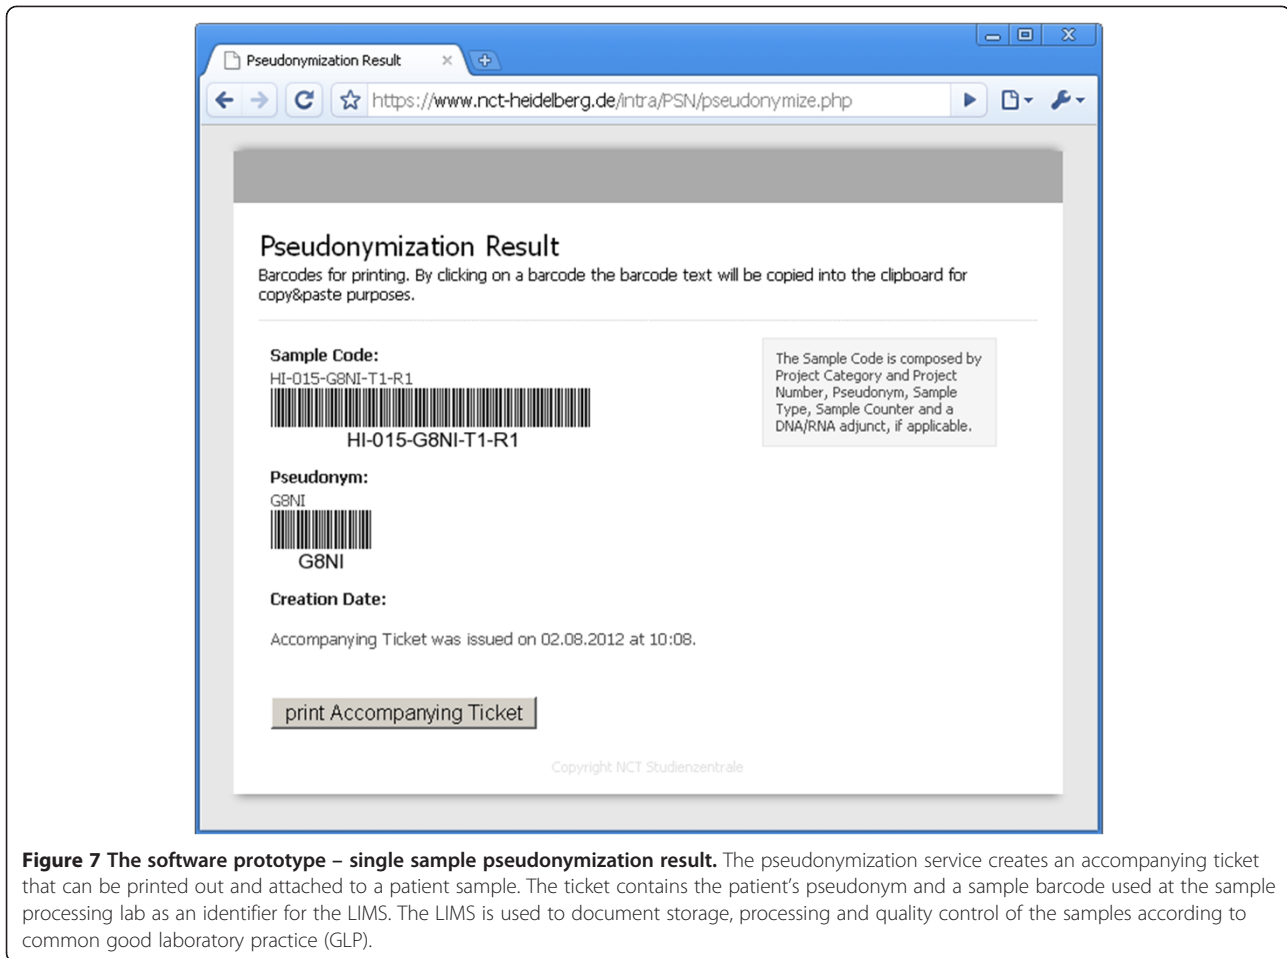 Pseudonymization Result
https://www.nct-heidelberg.de/intra/PSN/pseudonymize.php
Pseudonymization Result
Barcodes for printing. By clicking on a barcode the barcode text will be copied into the clipboard for
copy&paste purposes.
Sample Code:
HI-015-G8NI-T1-R1
HI-015-G8NI-T1-R1
The Sample Code is composed by
Project Category and Project
Number, Pseudonym, Sample
Type, Sample Counter and a
DNA/RNA adjunct, if applicable.
Pseudonym:
G8NI
G8NI
Creation Date:
Accompanying Ticket was issued on 02.08.2012 at 10:08.
print Accompanying Ticket
Copyright NCT Studienzentrale
Figure 7 The software prototype – single sample pseudonymization result. The pseudonymization service creates an accompanying ticket
that can be printed out and attached to a patient sample. The ticket contains the patient's pseudonym and a sample barcode used at the sample
processing lab as an identifier for the LIMS. The LIMS is used to document storage, processing and quality control of the samples according to
common good laboratory practice (GLP).